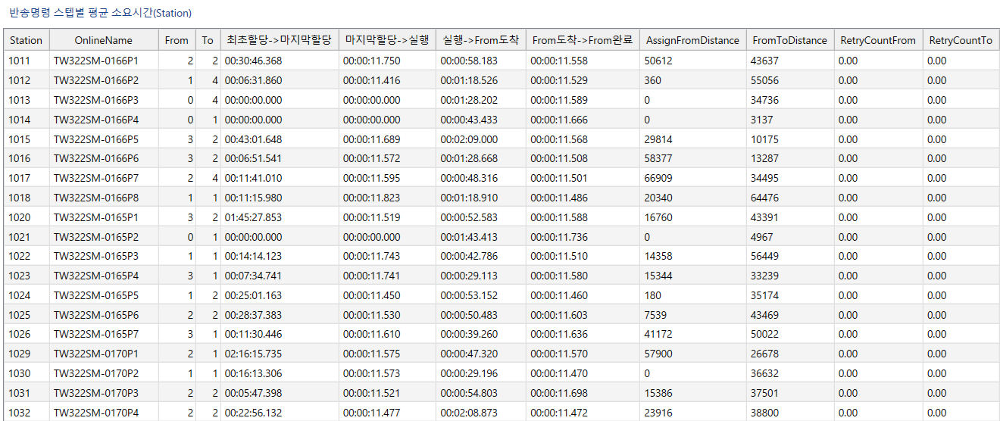 반송명령 스텝별 평균 소요시간(Station)
Station OnlineName From To 최초할당->마지막할당 마지막할당->실행 실행->From도착 From도착->From완료 AssignFromDistance FromToDistance RetryCountFrom RetryCountTo
1011 TW322SM-0166P1 2 2 00:30:46.368 00:00:11.750 00:00:58.183 00:00:11.558 50612 43637 0.00 0.00
1012 TW322SM-0166P2 1 4 00:06:31.860 00:00:11.416 00:01:18.526 00:00:11.529 360 55056 0.00 0.00
1013 TW322SM-0166P3 0 4 00:00:00.000 00:00:00.000 00:01:28.202 00:00:11.589 0 34736 0.00 0.00
1014 TW322SM-0166P4 0 1 00:00:00.000 00:00:00.000 00:00:43.433 00:00:11.666 0 3137 0.00 0.00
1015 TW322SM-0166P5 3 2 00:43:01.648 00:00:11.689 00:02:09.000 00:00:11.568 29814 10175 0.00 0.00
1016 TW322SM-0166P6 3 2 00:06:51.541 00:00:11.572 00:01:28.668 00:00:11.508 58377 13287 0.00 0.00
1017 TW322SM-0166P7 2 4 00:11:41.010 00:00:11.595 00:00:48.316 00:00:11.501 66909 34495 0.00 0.00
1018 TW322SM-0166P8 1 1 00:11:15.980 00:00:11.823 00:01:18.910 00:00:11.486 20340 64476 0.00 0.00
1020 TW322SM-0165P1 3 2 01:45:27.853 00:00:11.519 00:00:52.583 00:00:11.588 16760 43391 0.00 0.00
1021 TW322SM-0165P2 0 1 00:00:00.000 00:00:00.000 00:01:43.413 00:00:11.736 0 4967 0.00 0.00
1022 TW322SM-0165P3 1 1 00:14:14.123 00:00:11.743 00:00:42.786 00:00:11.510 14358 56449 0.00 0.00
1023 TW322SM-0165P4 3 1 00:07:34.741 00:00:11.741 00:00:29.113 00:00:11.580 15344 33239 0.00 0.00
1024 TW322SM-0165P5 1 2 00:25:01.163 00:00:11.450 00:00:53.152 00:00:11.460 180 35174 0.00 0.00
1025 TW322SM-0165P6 2 2 00:28:37.383 00:00:11.530 00:00:50.483 00:00:11.603 7539 43469 0.00 0.00
1026 TW322SM-0165P7 3 1 00:11:30.446 00:00:11.610 00:00:39.260 00:00:11.636 41172 50022 0.00 0.00
1029 TW322SM-0170P1 2 1 02:16:15.735 00:00:11.575 00:00:47.320 00:00:11.570 57900 26678 0.00 0.00
1030 TW322SM-0170P2 1 1 00:16:13.306 00:00:11.573 00:00:29.196 00:00:11.470 0 36632 0.00 0.00
1031 TW322SM-0170P3 2 2 00:05:47.398 00:00:11.521 00:00:54.803 00:00:11.698 15386 37501 0.00 0.00
1032 TW322SM-0170P4 2 2 00:22:56.132 00:00:11.477 00:02:08.873 00:00:11.472 23916 38800 0.00 0.00